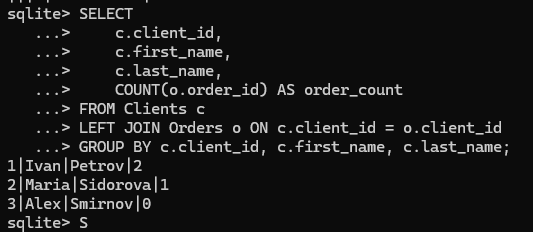 sqlite> SELECT
   ...>     c.client_id,
   ...>     c.first_name,
   ...>     c.last_name,
   ...>     COUNT(o.order_id) AS order_count
   ...> FROM Clients c
   ...> LEFT JOIN Orders o ON c.client_id = o.client_id
   ...> GROUP BY c.client_id, c.first_name, c.last_name;
1|Ivan|Petrov|2
2|Maria|Sidorova|1
3|Alex|Smirnov|0
sqlite> S